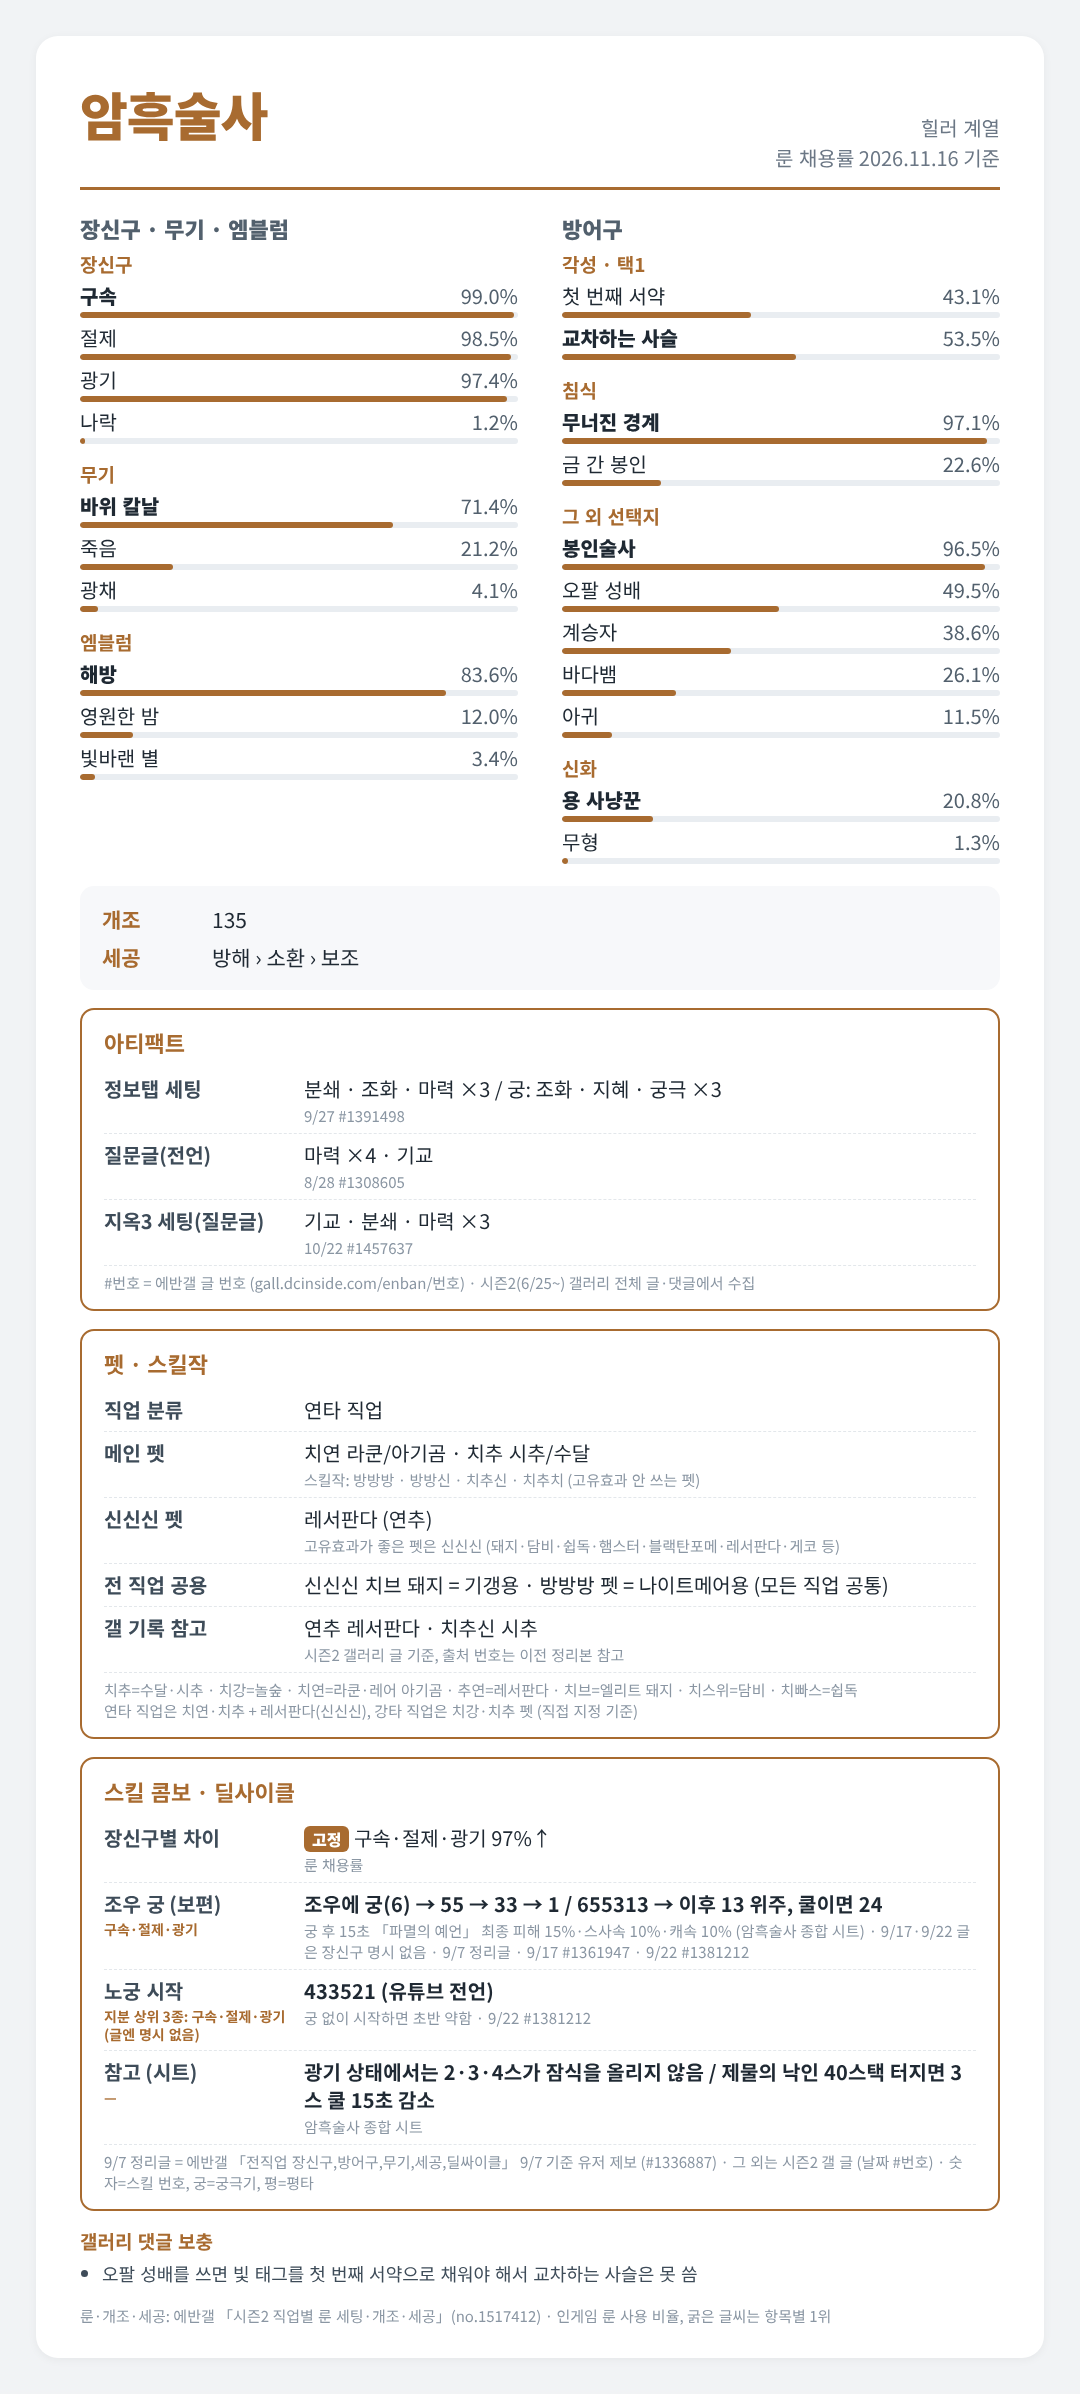 암흑술사
힐러 계열
룬 채용률 2026.11.16 기준
장신구 · 무기 · 엠블럼
장신구
구속 99.0%
절제 98.5%
광기 97.4%
나락 1.2%
무기
바위 칼날 71.4%
죽음 21.2%
광채 4.1%
엠블럼
해방 83.6%
영원한 밤 12.0%
빛바랜 별 3.4%
방어구
각성 · 택1
첫 번째 서약 43.1%
교차하는 사슬 53.5%
침식
무너진 경계 97.1%
금 간 봉인 22.6%
그 외 선택지
봉인술사 96.5%
오팔 성배 49.5%
계승자 38.6%
바다뱀 26.1%
아귀 11.5%
신화
용 사냥꾼 20.8%
무형 1.3%
개조 135
세공 방해 › 소환 › 보조
아티팩트
정보탭 세팅 분쇄 · 조화 · 마력 ×3 / 궁: 조화 · 지혜 · 궁극 ×3
9/27 #1391498
질문글(전언) 마력 ×4 · 기교
8/28 #1308605
지옥3 세팅(질문글) 기교 · 분쇄 · 마력 ×3
10/22 #1457637
#번호 = 에반갤 글 번호 (gall.dcinside.com/enban/번호) · 시즌2(6/25~) 갤러리 전체 글·댓글에서 수집
펫 · 스킬작
직업 분류 연타 직업
메인 펫 치연 라쿤/아기곰 · 치추 시추/수달
스킬작: 방방방 · 방방신 · 치추신 · 치추치 (고유효과 안 쓰는 펫)
신신신 펫 레서판다 (연추)
고유효과가 좋은 펫은 신신신 (돼지·담비·쉽독·햄스터·블랙탄포메·레서판다·게코 등)
전 직업 공용 신신신 치브 돼지 = 기갱용 · 방방방 펫 = 나이트메어용 (모든 직업 공통)
갤 기록 참고 연추 레서판다 · 치추신 시추
시즌2 갤러리 글 기준, 출처 번호는 이전 정리본 참고
치추=수달·시추 · 치강=놀숲 · 치연=라쿤·레어 아기곰 · 추연=레서판다 · 치브=엘리트 돼지 · 치스위=담비 · 치빠스=쉽독
연타 직업은 치연·치추 + 레서판다(신신신), 강타 직업은 치강·치추 펫 (직접 지정 기준)
스킬 콤보 · 딜사이클
장신구별 차이 고정 구속·절제·광기 97%↑
룬 채용률
조우 궁 (보편) 조우에 궁(6) → 55 → 33 → 1 / 655313 → 이후 13 위주, 쿨이면 24
구속·절제·광기 궁 후 15초 「파멸의 예언」 최종 피해 15%·스사속 10%·캐속 10% (암흑술사 종합 시트) · 9/17·9/22 글
은 장신구 명시 없음 · 9/7 정리글 · 9/17 #1361947 · 9/22 #1381212
노궁 시작 433521 (유튜브 전언)
지분 상위 3종: 구속·절제·광기 궁 없이 시작하면 초반 약함 · 9/22 #1381212
(글엔 명시 없음)
참고 (시트) 광기 상태에서는 2·3·4스가 잠식을 올리지 않음 / 제물의 낙인 40스택 터지면 3
— 스 쿨 15초 감소
암흑술사 종합 시트
9/7 정리글 = 에반갤 「전직업 장신구,방어구,무기,세공,딜싸이클」 9/7 기준 유저 제보 (#1336887) · 그 외는 시즌2 갤 글 (날짜 #번호) · 숫
자=스킬 번호, 궁=궁극기, 평=평타
갤러리 댓글 보충
• 오팔 성배를 쓰면 빛 태그를 첫 번째 서약으로 채워야 해서 교차하는 사슬은 못 씀
룬·개조·세공: 에반갤 「시즌2 직업별 룬 세팅·개조·세공」(no.1517412) · 인게임 룬 사용 비율, 굵은 글씨는 항목별 1위